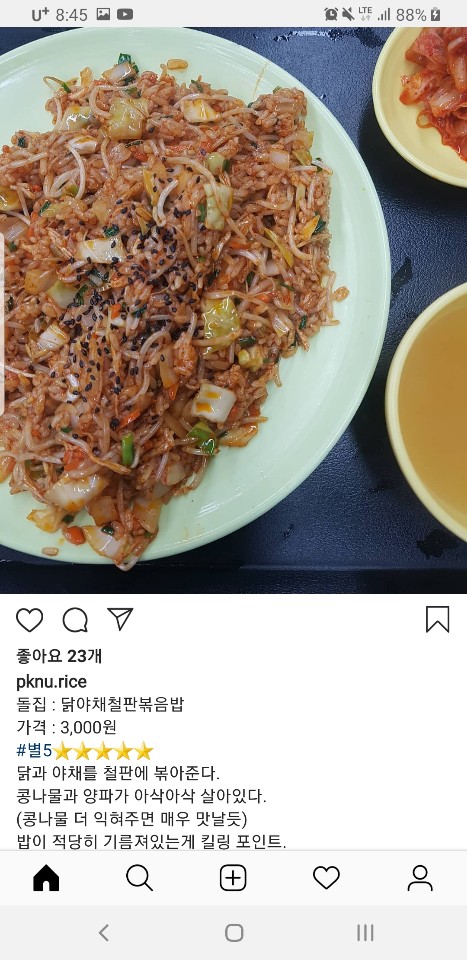 U+ 8:45 LTE 88%
좋아요 23개
pknu.rice
돌집 : 닭야채철판볶음밥
가격 : 3,000원
#별5⭐⭐⭐⭐⭐
닭과 야채를 철판에 볶아준다.
콩나물과 양파가 아삭아삭 살아있다.
(콩나물 더 익혀주면 매우 맛날듯)
밥이 적당히 기름져있는게 킬링 포인트.